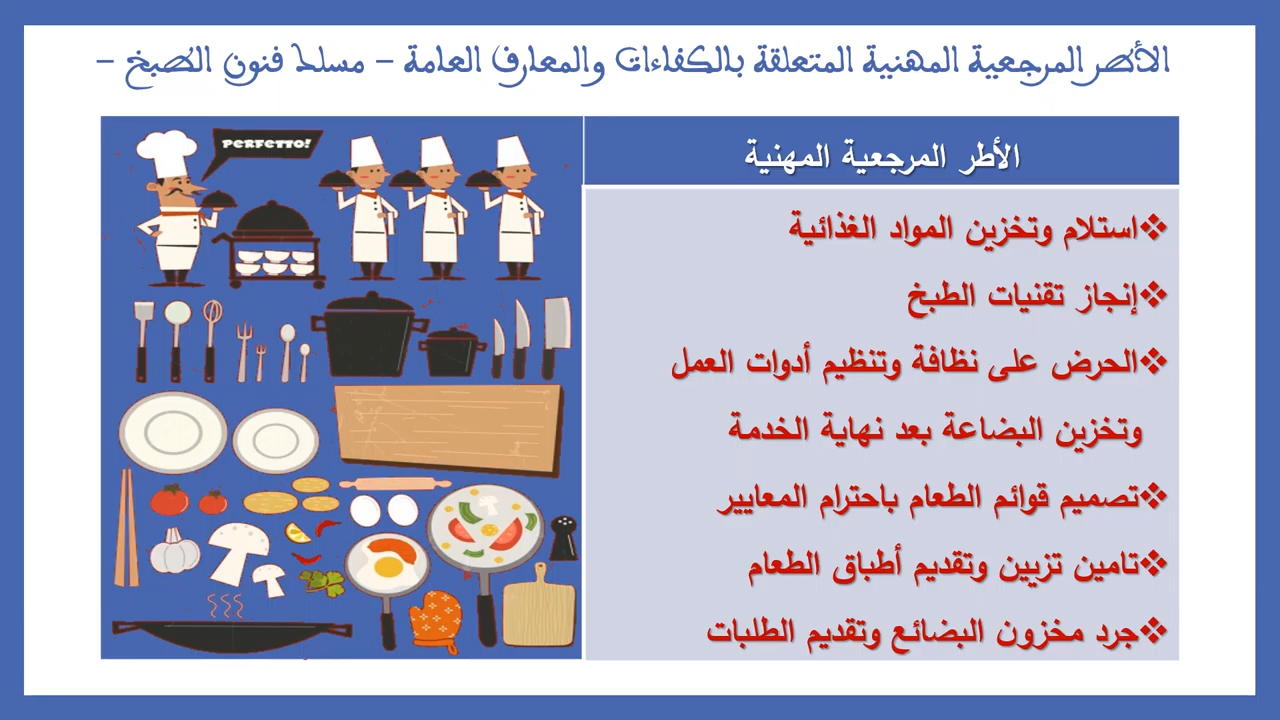 الأطر المرجعية المهنية المتعلقة بالكفاءات والمعارف العامة – مسلك فنون الطبخ –
PERFETTO!
الأطر المرجعية المهنية
❖استلام وتخزين المواد الغذائية
❖إنجاز تقنيات الطبخ
❖الحرض على نظافة وتنظيم أدوات العمل
وتخزين البضاعة بعد نهاية الخدمة
❖تصميم قوائم الطعام باحترام المعايير
❖تامين تزيين وتقديم أطباق الطعام
❖جرد مخزون البضائع وتقديم الطلبات